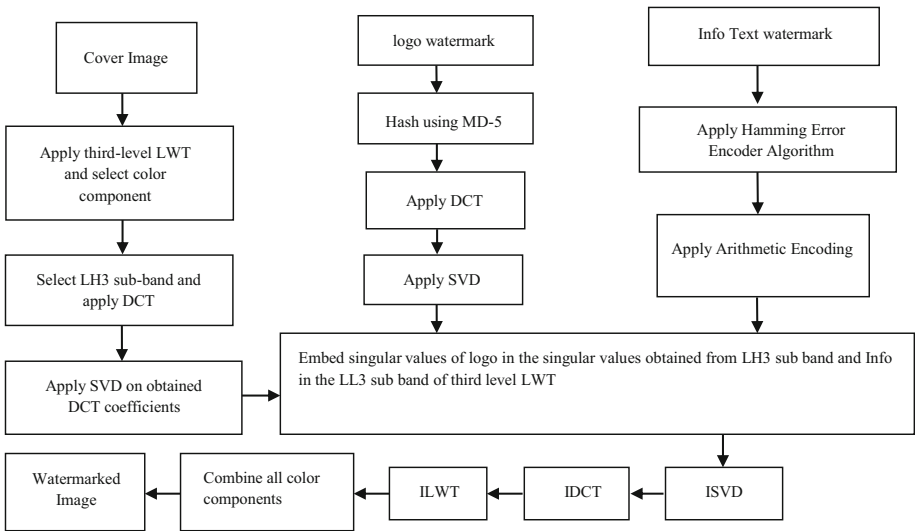 Cover Image
logo watermark
Info Text watermark
Hash using MD-5
Apply Hamming Error
Encoder Algorithm
Apply third-level LWT
and select color
component
Apply DCT
Apply Arithmetic Encoding
Select LH3 sub-band and
apply DCT
Apply SVD
Embed singular values of logo in the singular values obtained from LH3 sub band and Info
in the LL3 sub band of third level LWT
Apply SVD on obtained
DCT coefficients
Watermarked
Image
Combine all color
components
ILWT
IDCT
ISVD